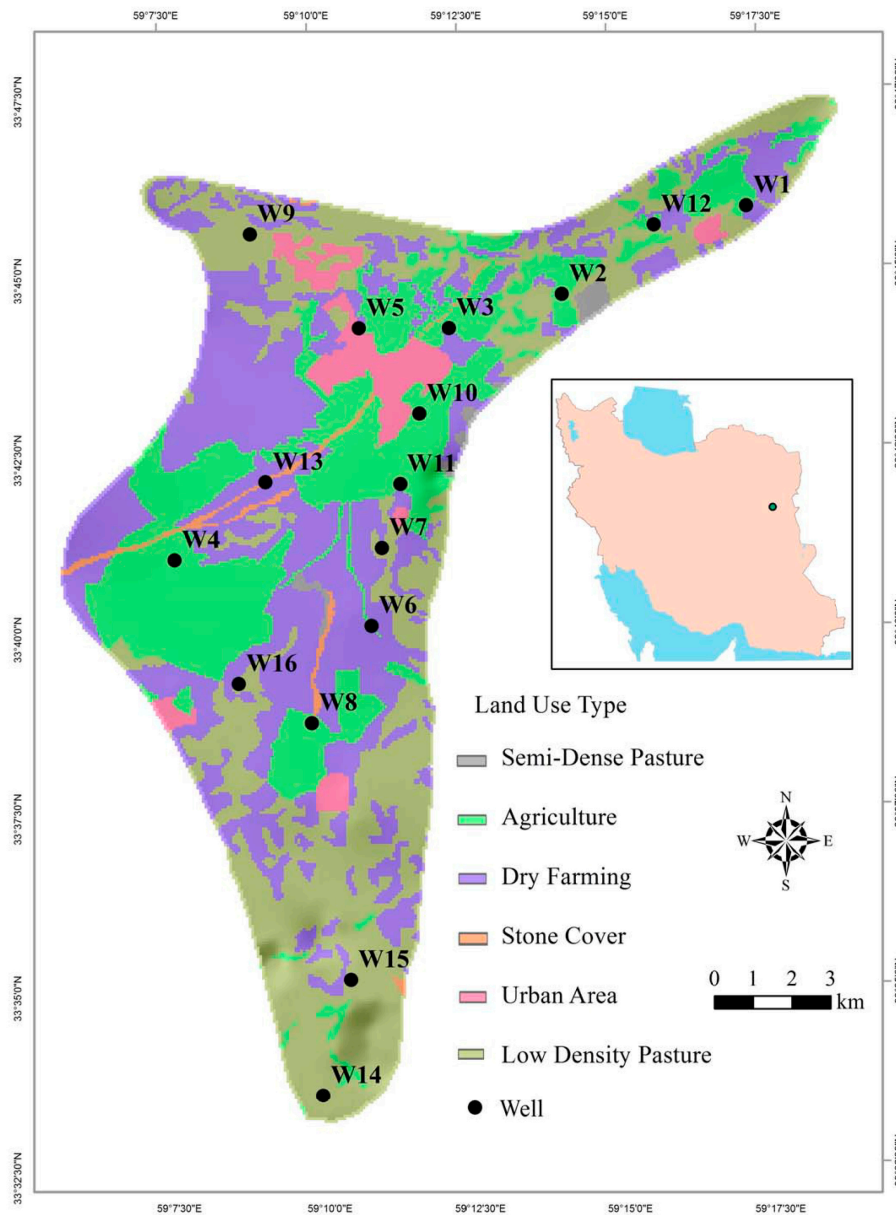 59°7'30"E 59°10'0"E 59°12'30"E 59°15'0"E 59°17'30"E
33°47'30"N
W1
W12
W9
33°45'0"N
W2
W5
W3
W10
33°42'30"N
W13
W11
W7
W4
33°40'0"N
W6
W16
W8
Land Use Type
Semi-Dense Pasture
Agriculture
Dry Farming
Stone Cover
Urban Area
Low Density Pasture
Well
N
W E
S
33°37'30"N
W15
33°35'0"N
0 1 2 3
km
W14
33°32'30"N
59°7'30"E 59°10'0"E 59°12'30"E 59°15'0"E 59°17'30"E